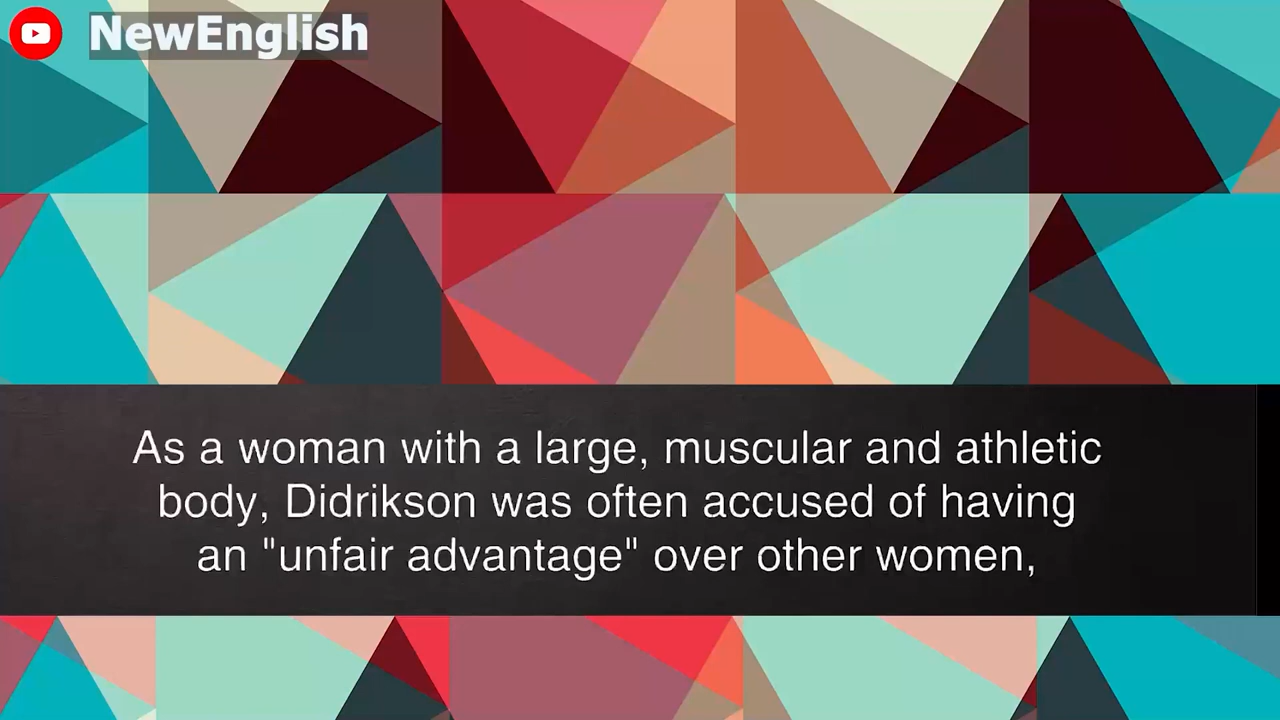 NewEnglish
As a woman with a large, muscular and athletic
body, Didrikson was often accused of having
an "unfair advantage" over other women,